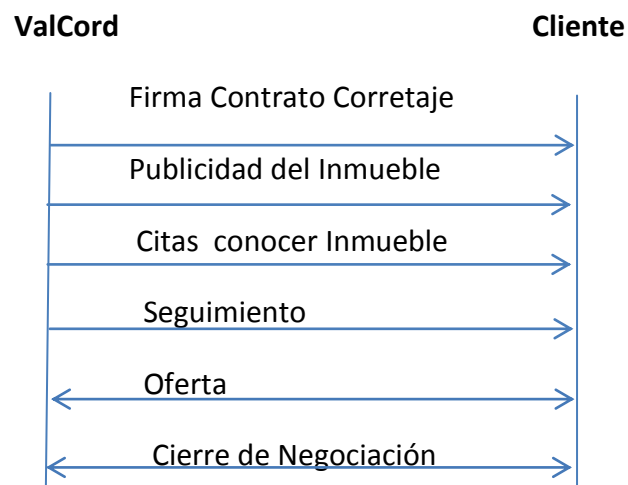 ValCord Cliente
Firma Contrato Corretaje
Publicidad del Inmueble
Citas conocer Inmueble
Seguimiento
Oferta
Cierre de Negociación